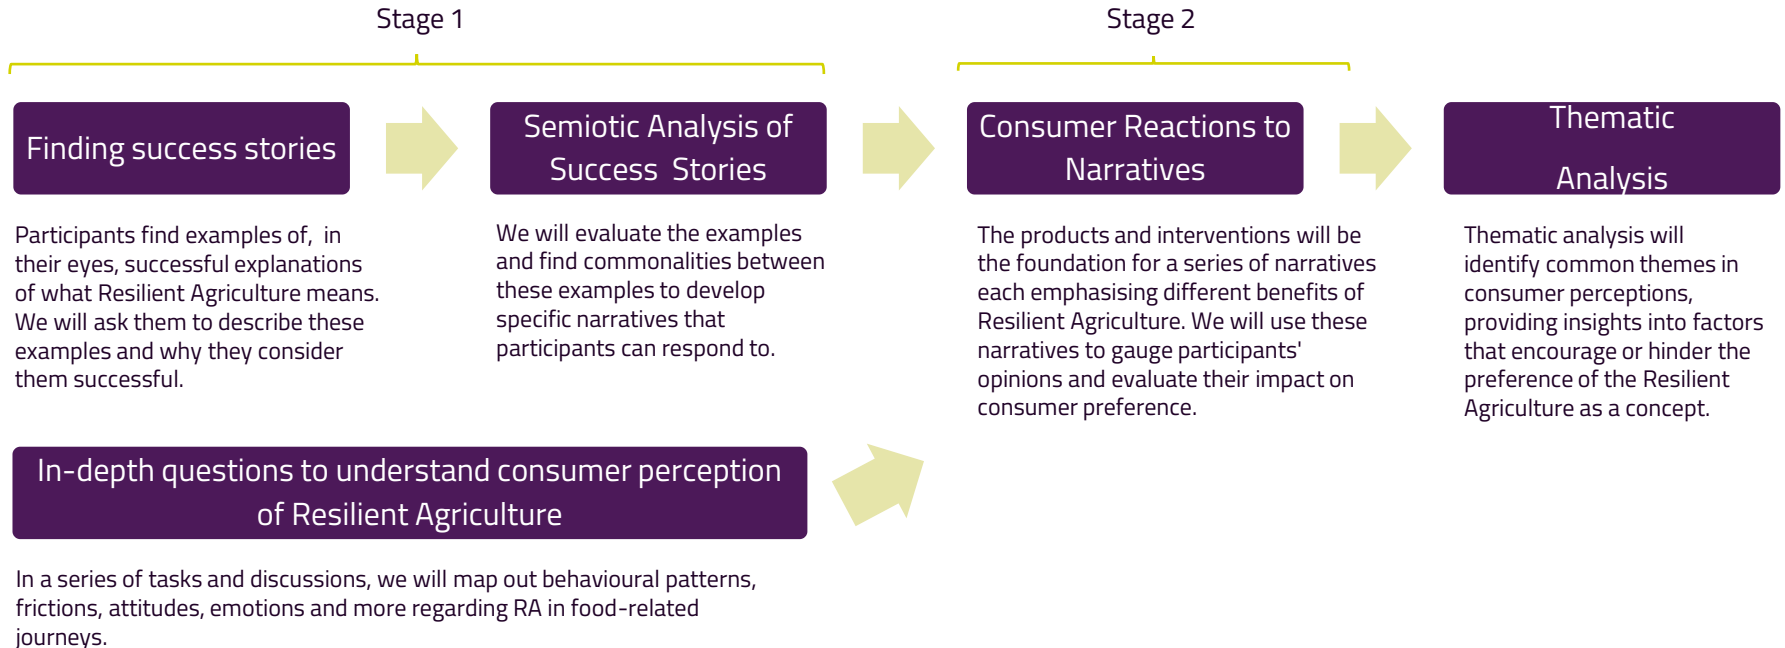 Stage 1
Stage 2
Finding success stories
Semiotic Analysis of
Success  Stories
Consumer Reactions to
Narratives
Thematic
Analysis
Participants find examples of,  in
their eyes, successful explanations
of what Resilient Agriculture means.
We will ask them to describe these
examples and why they consider
them successful.
We will evaluate the examples
and find commonalities between
these examples to develop
specific narratives that
participants can respond to.
The products and interventions will be
the foundation for a series of narratives
each emphasising different benefits of
Resilient Agriculture. We will use these
narratives to gauge participants'
opinions and evaluate their impact on
consumer preference.
Thematic analysis will
identify common themes in
consumer perceptions,
providing insights into factors
that encourage or hinder the
preference of the Resilient
Agriculture as a concept.
In-depth questions to understand consumer perception
of Resilient Agriculture
In a series of tasks and discussions, we will map out behavioural patterns,
frictions, attitudes, emotions and more regarding RA in food-related
journeys.